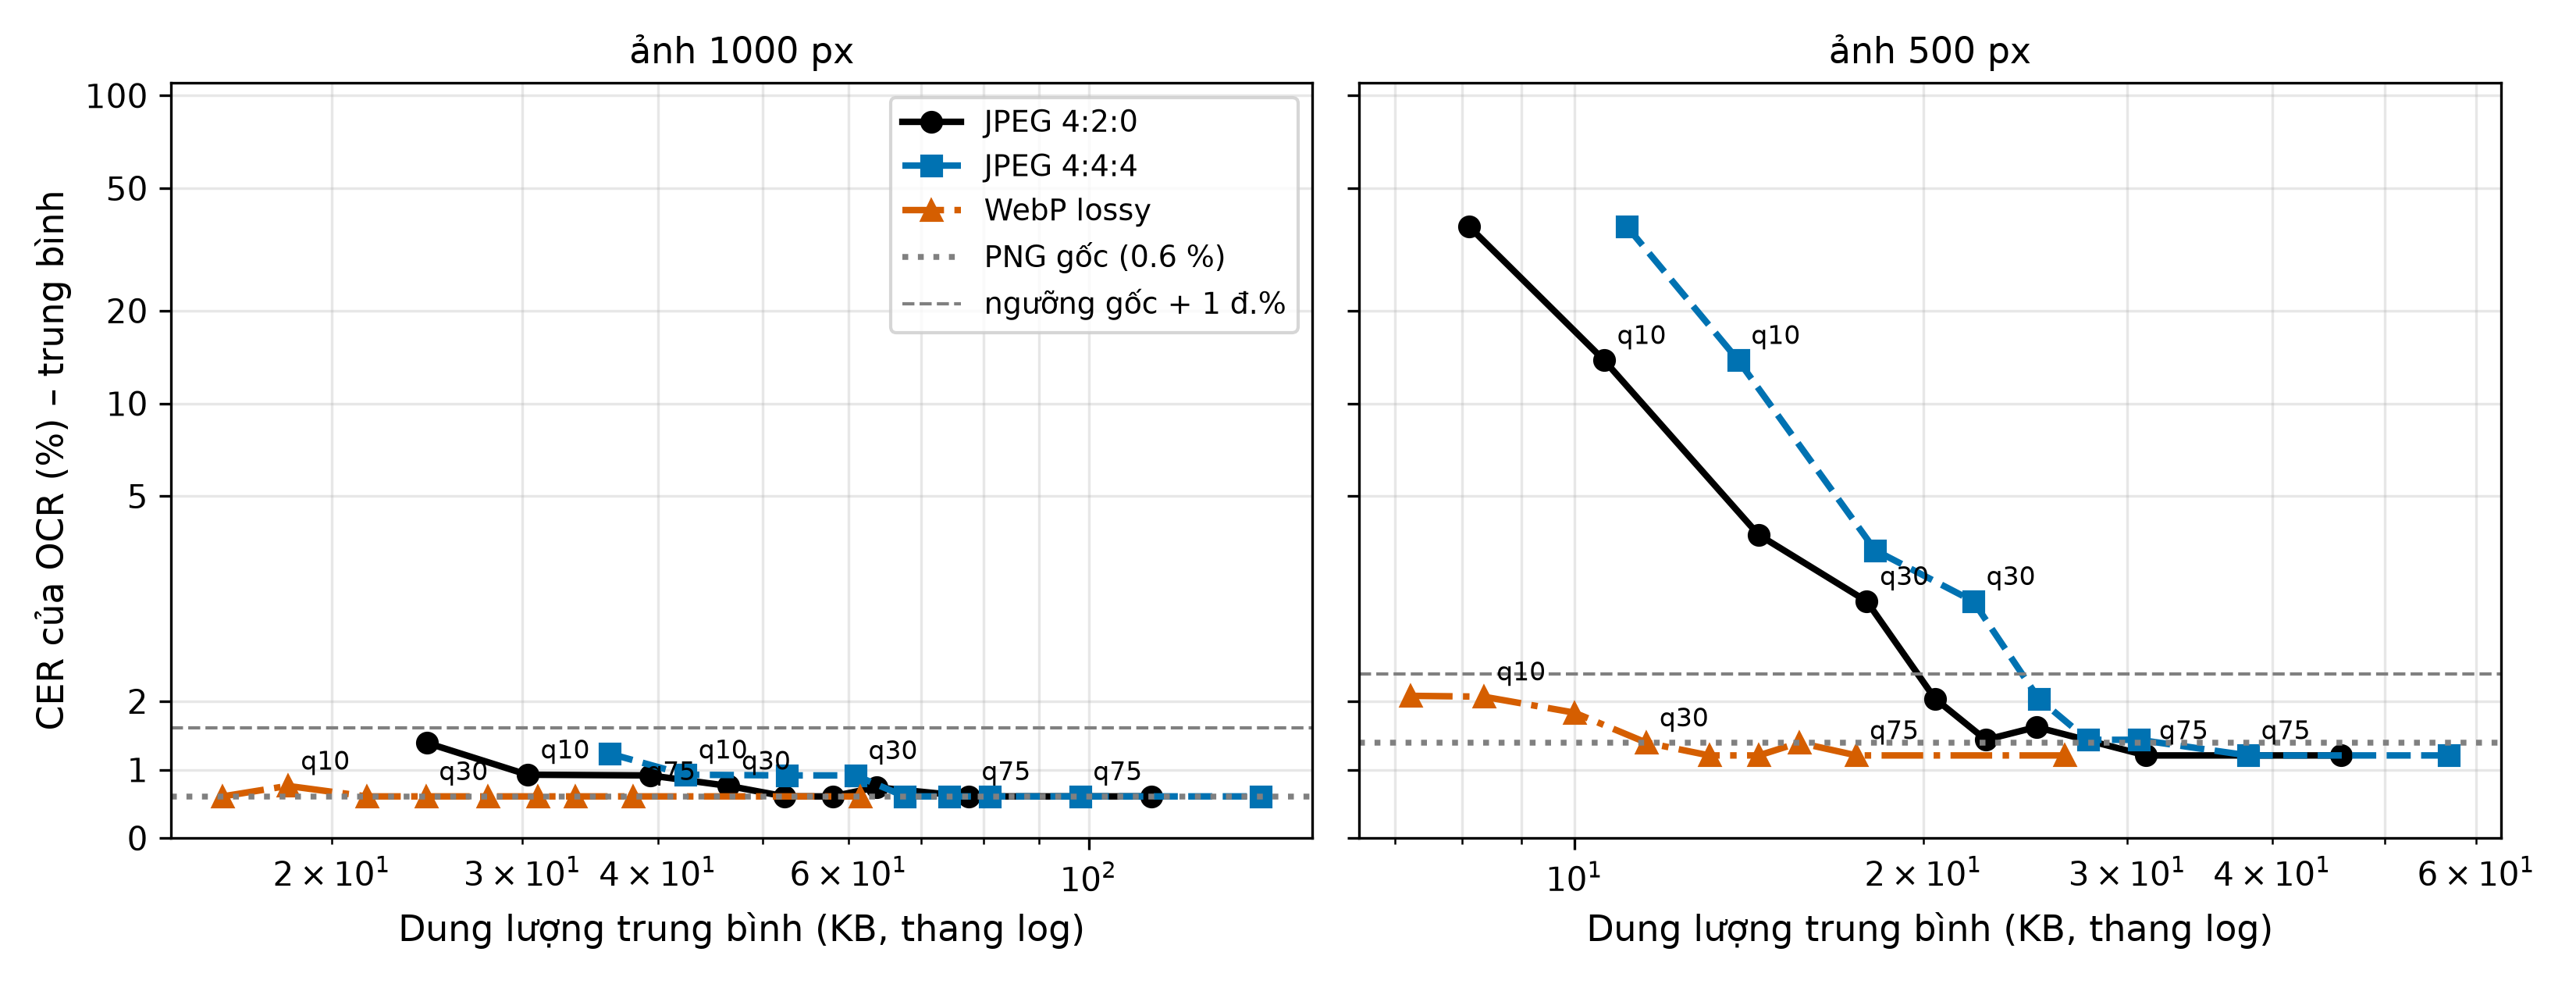 ảnh 1000 px
ảnh 500 px
CER của OCR (%) – trung bình
100
50
20
10
5
2
1
0
JPEG 4:2:0
JPEG 4:4:4
WebP lossy
PNG gốc (0.6 %)
ngưỡng gốc + 1 đ.%
q10
q30
q10
q75
q10
q30
q30
q75
q75
2×10¹
3×10¹
4×10¹
6×10¹
10²
Dung lượng trung bình (KB, thang log)
q10
q10
q30
q30
q10
q30
q75
q75
q75
10¹
2×10¹
3×10¹
4×10¹
6×10¹
Dung lượng trung bình (KB, thang log)